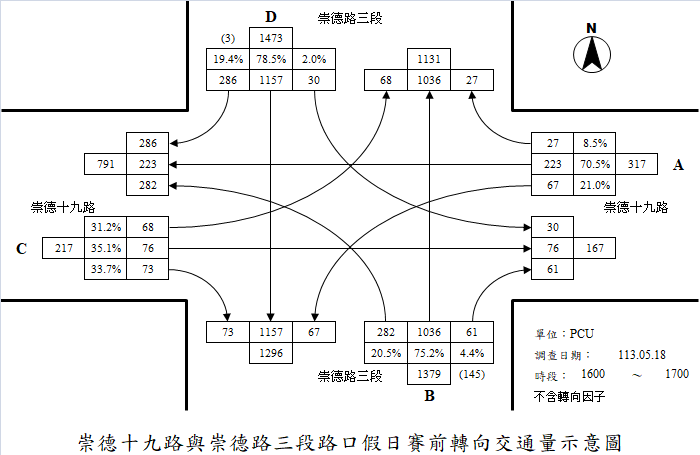 D
崇德路三段
(3) 1473
19.4% 78.5% 2.0%
286 1157 30
1131
68 1036 27
N
286
791 223
282
27 8.5%
223 70.5% 317
67 21.0%
A
崇德十九路
崇德十九路
C
31.2% 68
217 35.1% 76
33.7% 73
30
76 167
61
73 1157 67
1296
282 1036 61
20.5% 75.2% 4.4%
1379 (145)
崇德路三段
B
單位：PCU
調查日期： 113.05.18
時段： 1600 ～ 1700
不含轉向因子
崇德十九路與崇德路三段路口假日賽前轉向交通量示意圖